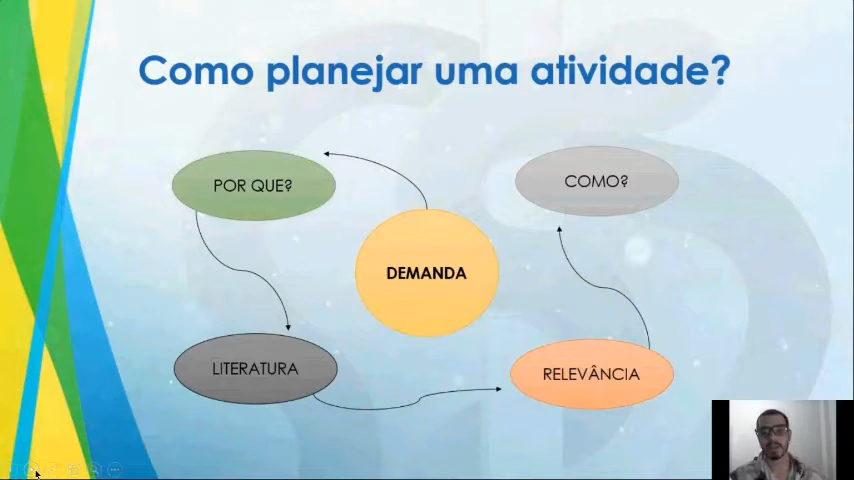 Como planejar uma atividade?
POR QUE?
COMO?
DEMANDA
LITERATURA
RELEVÂNCIA